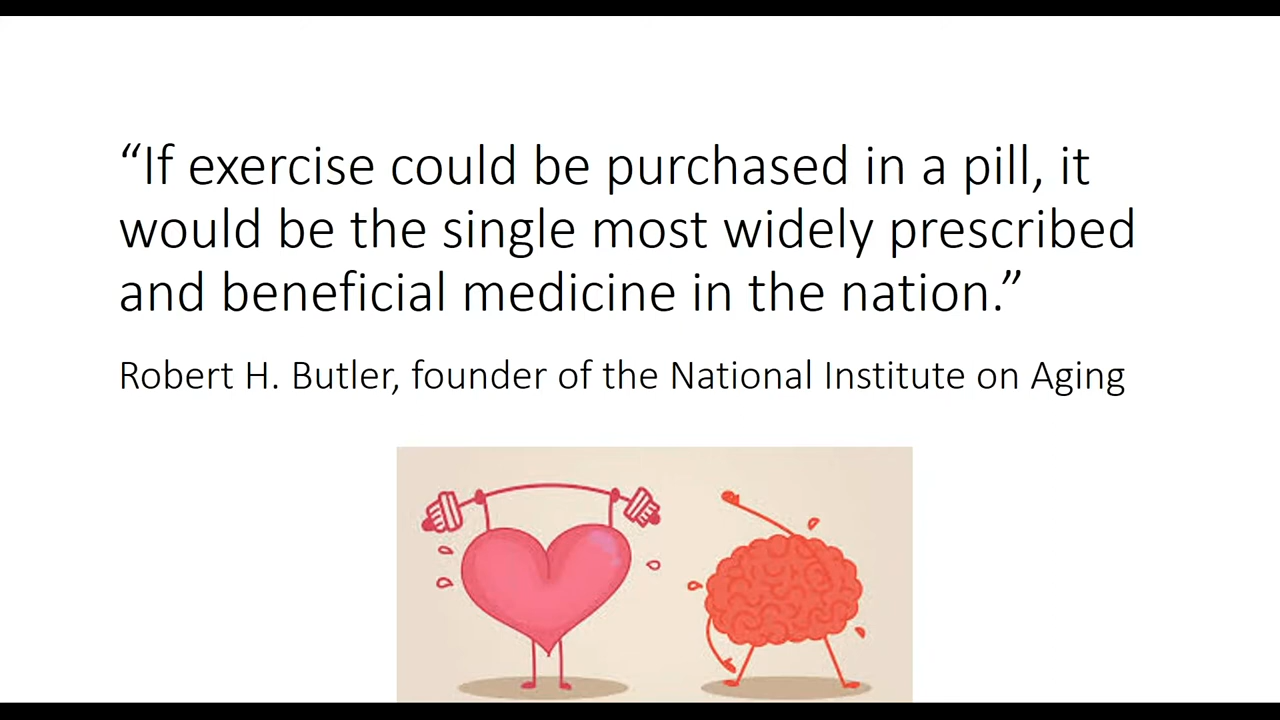 “If exercise could be purchased in a pill, it
would be the single most widely prescribed
and beneficial medicine in the nation.”
Robert H. Butler, founder of the National Institute on Aging